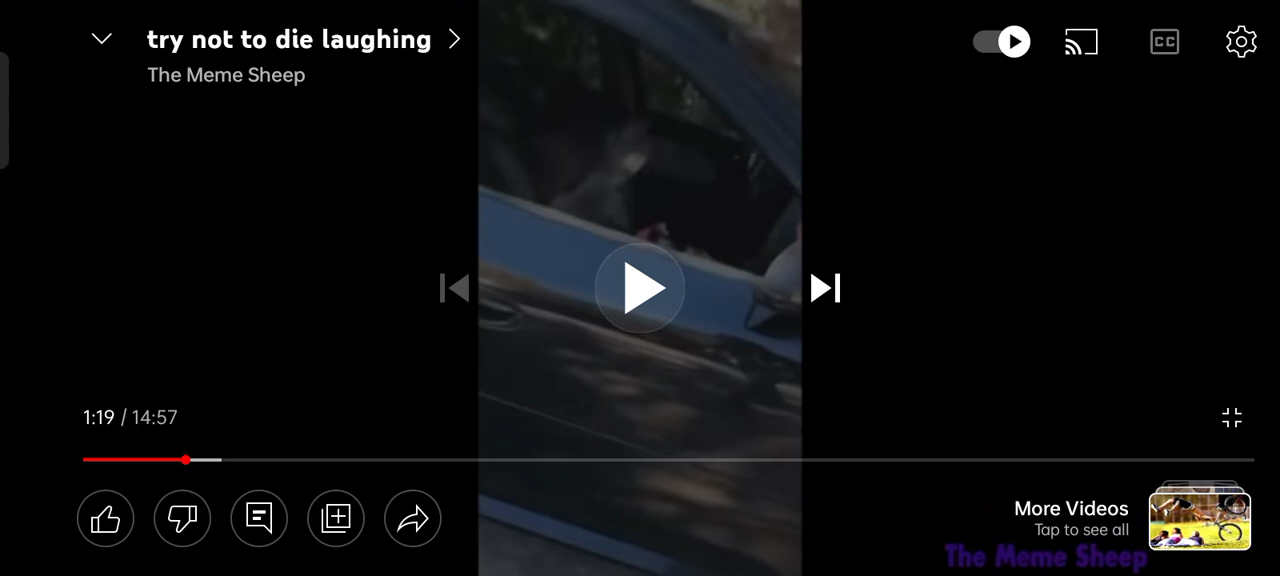 try not to die laughing
The Meme Sheep
CC
1:19 / 14:57
More Videos
Tap to see all
The Meme Sheep